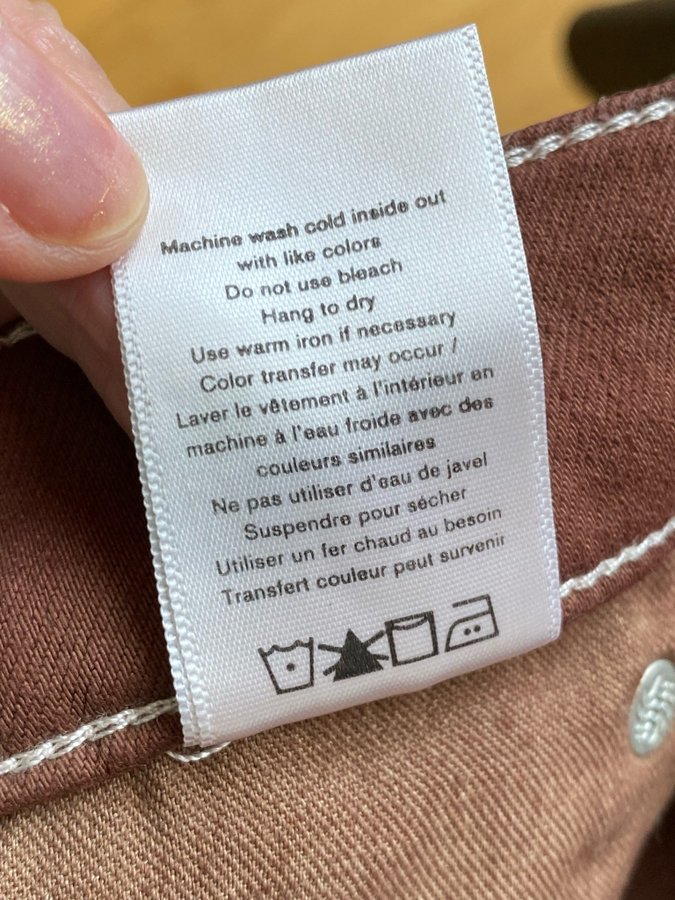 Machine wash cold inside out
with like colors
Do not use bleach
Hang to dry
Use warm iron if necessary
Color transfer may occur /
Laver le vêtement à l'intérieur en
machine à l'eau froide avec des
couleurs similaires
Ne pas utiliser d'eau de javel
Suspendre pour sécher
Utiliser un fer chaud au besoin
Transfert couleur peut survenir